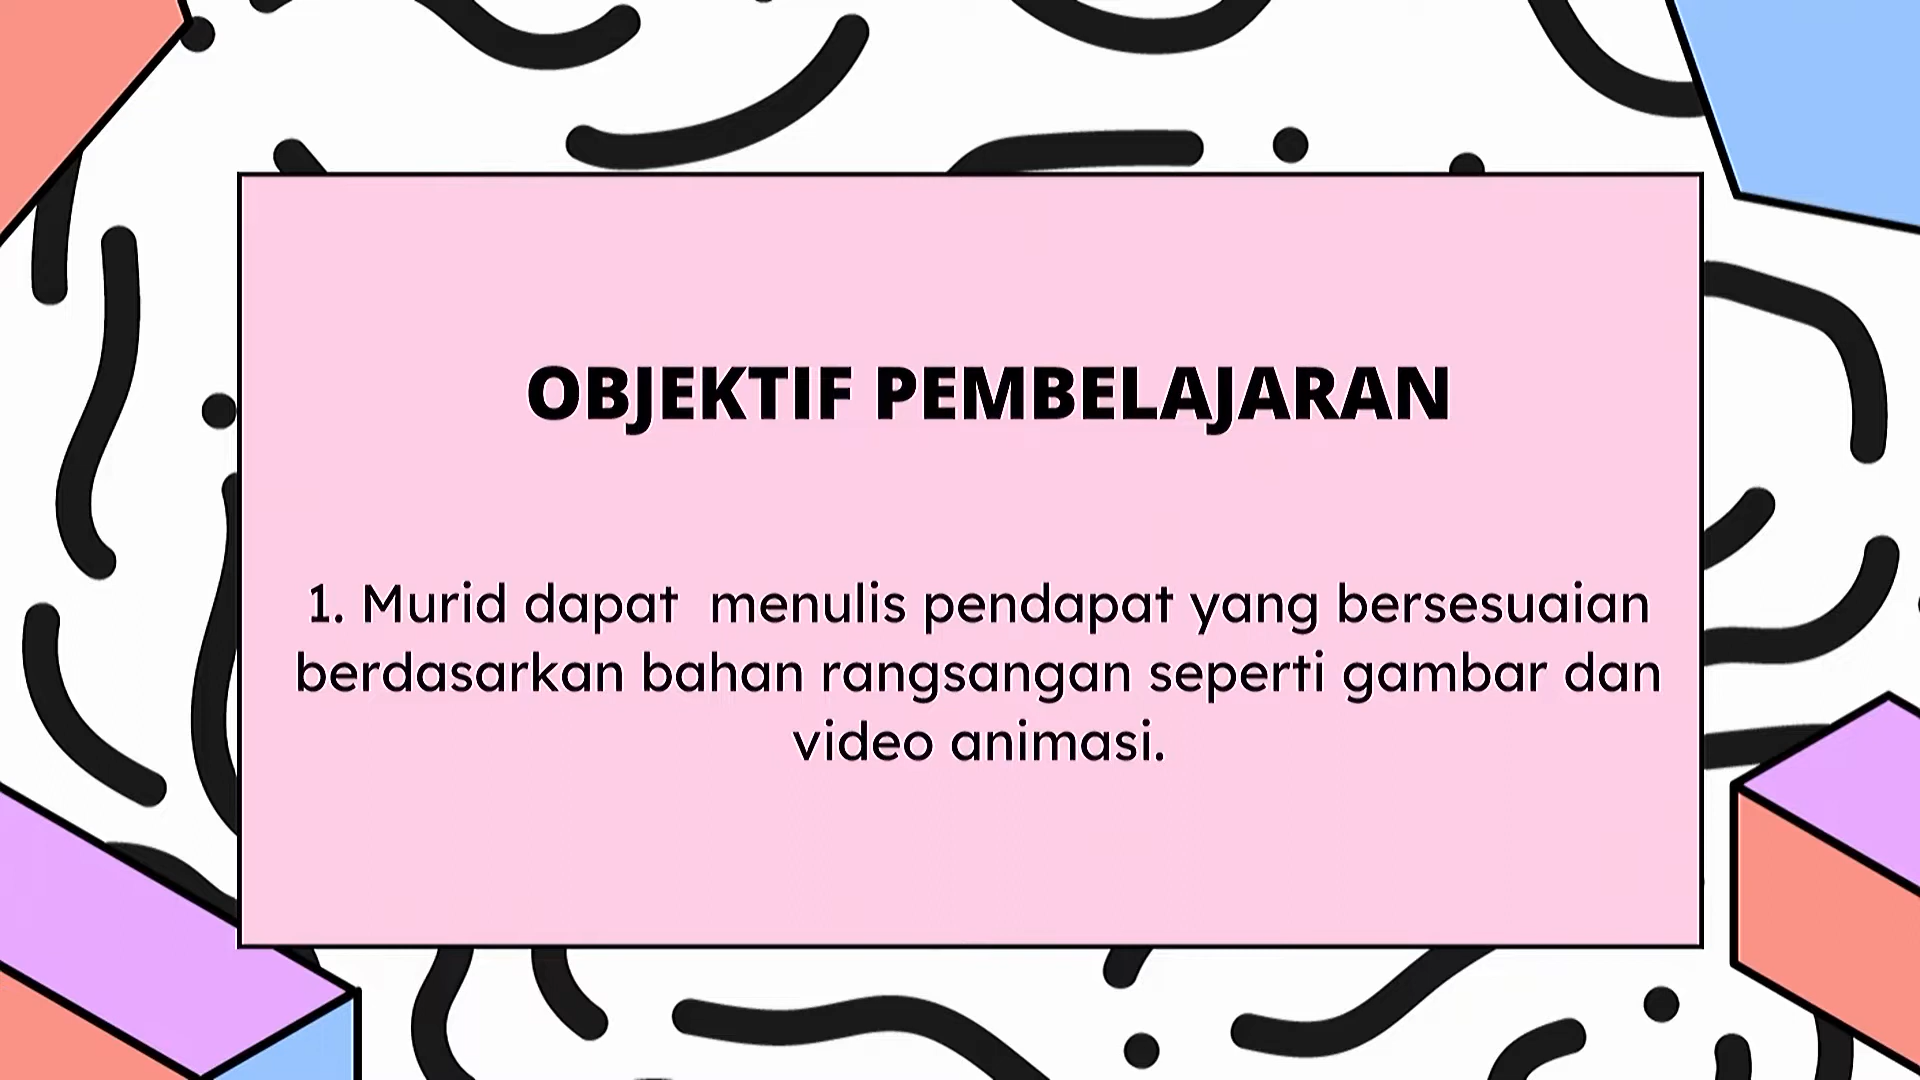 OBJEKTIF PEMBELAJARAN
1. Murid dapat  menulis pendapat yang bersesuaian
berdasarkan bahan rangsangan seperti gambar dan
video animasi.